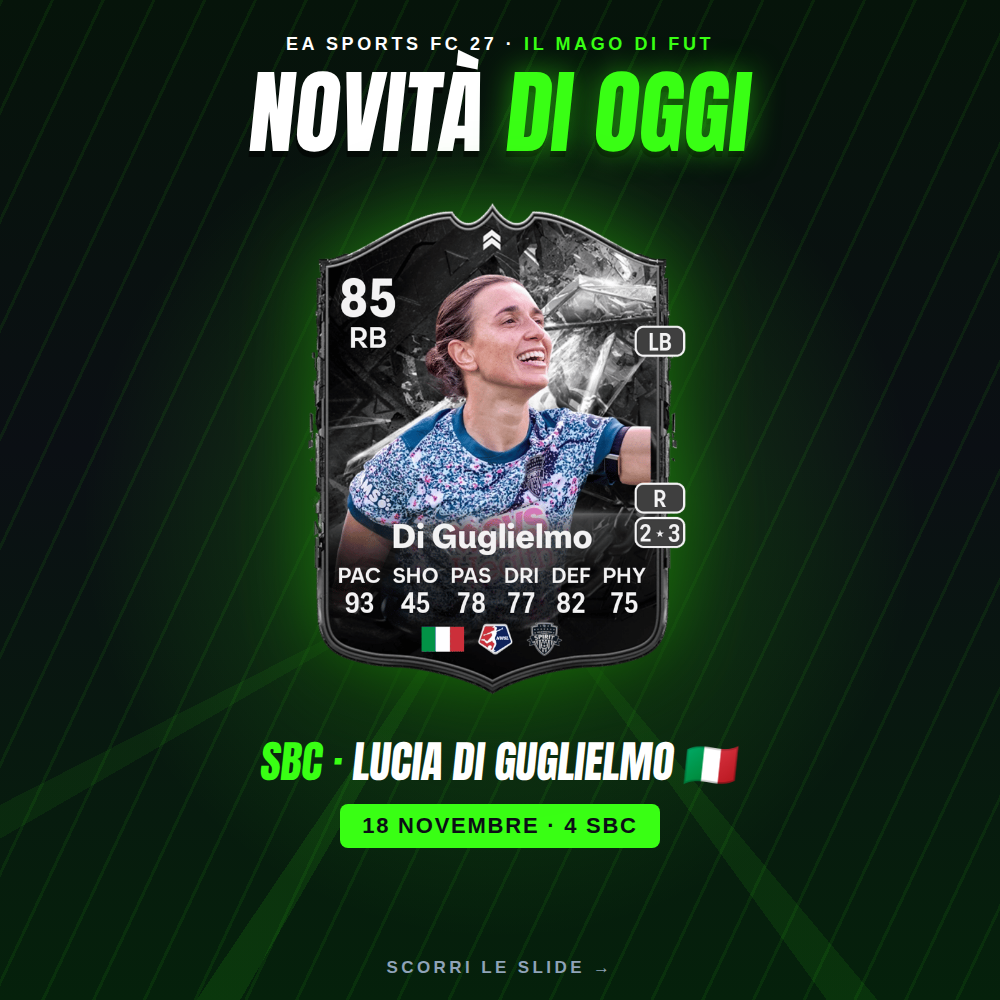 EA SPORTS FC 27 · IL MAGO DI FUT
NOVITÀ DI OGGI
85
RB
LB
R
2 ★ 3
Di Guglielmo
PAC SHO PAS DRI DEF PHY
93 45 78 77 82 75
SBC · LUCIA DI GUGLIELMO
18 NOVEMBRE · 4 SBC
SCORRI LE SLIDE →